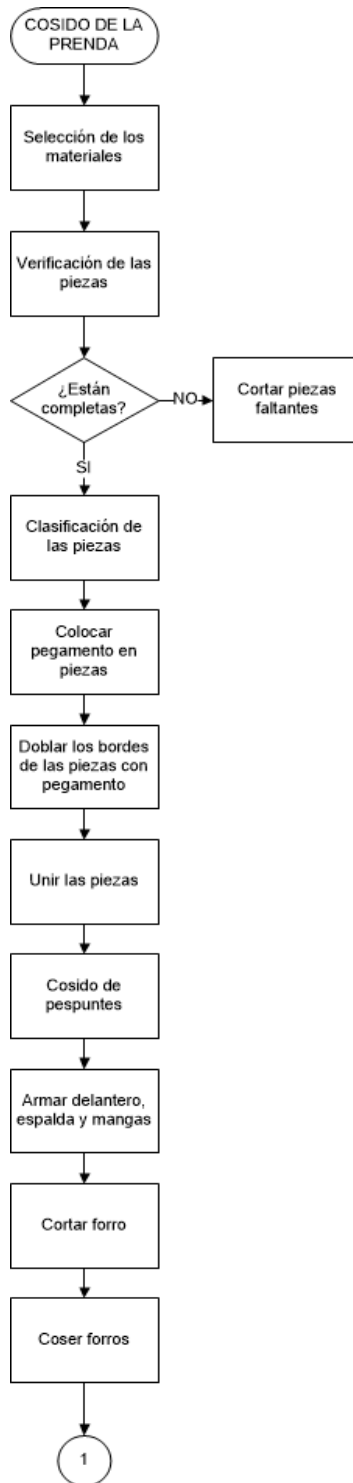 COSIDO DE LA
PRENDA
Selección de los
materiales
Verificación de las
piezas
¿Están
completas?
NO
Cortar piezas
faltantes
SI
Clasificación de
las piezas
Colocar
pegamento en
piezas
Doblar los bordes
de las piezas con
pegamento
Unir las piezas
Cosido de
pespuntes
Armar delantero,
espalda y mangas
Cortar forro
Coser forros
1